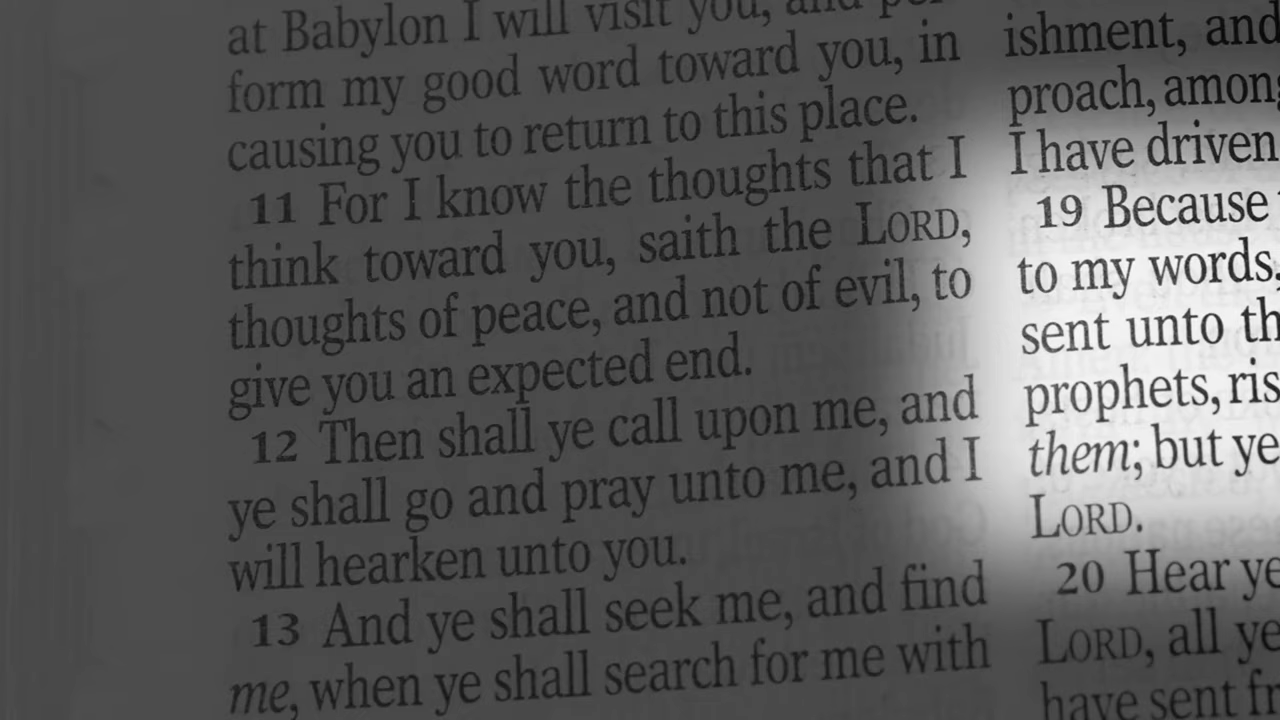 at Babylon I will visit you, and per-
form my good word toward you, in
causing you to return to this place.
11 For I know the thoughts that I
think toward you, saith the LORD,
thoughts of peace, and not of evil, to
give you an expected end.
12 Then shall ye call upon me, and
ye shall go and pray unto me, and I
will hearken unto you.
13 And ye shall seek me, and find
me, when ye shall search for me with
ishment, and
proach, among
I have driven
19 Because
to my words,
sent unto th
prophets, ris
them; but ye
LORD.
20 Hear ye
LORD, all ye
have sent fr